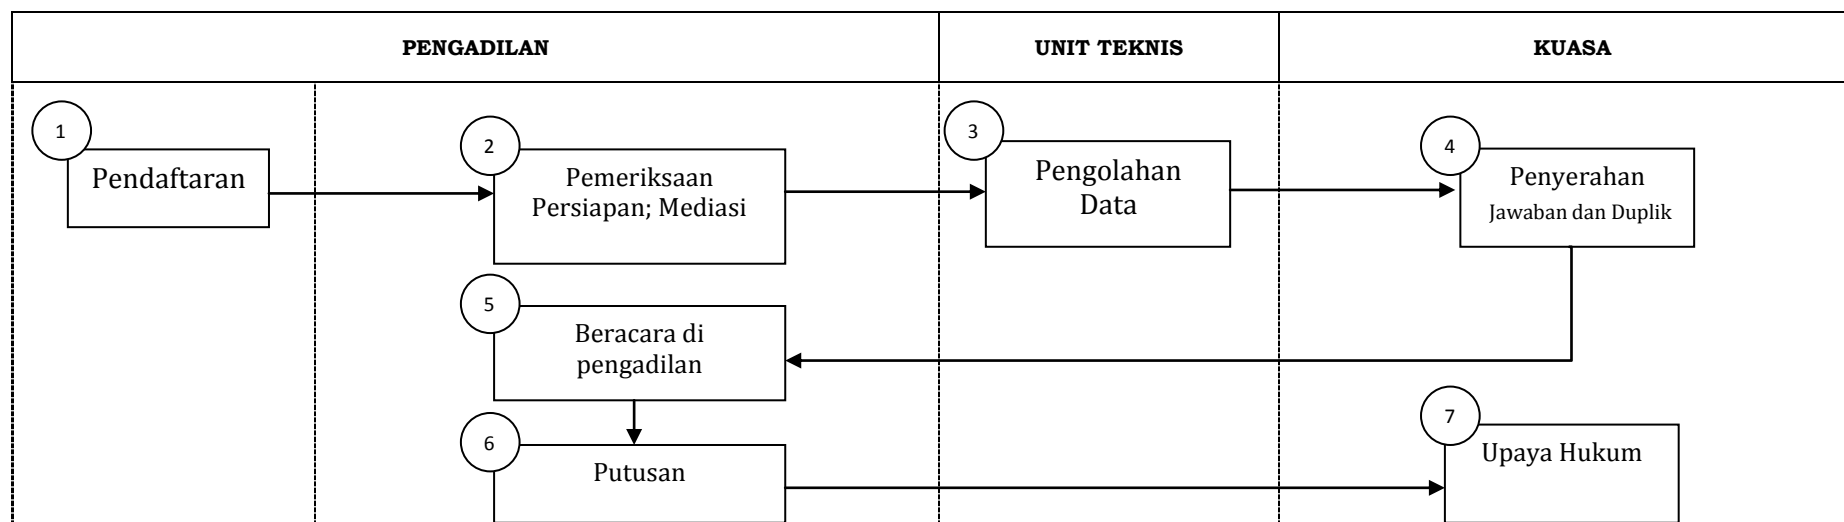 PENGADILAN
UNIT TEKNIS
KUASA
1
Pendaftaran
2
Pemeriksaan
Persiapan; Mediasi
3
Pengolahan
Data
4
Penyerahan
Jawaban dan Duplik
5
Beracara di
pengadilan
6
Putusan
7
Upaya Hukum